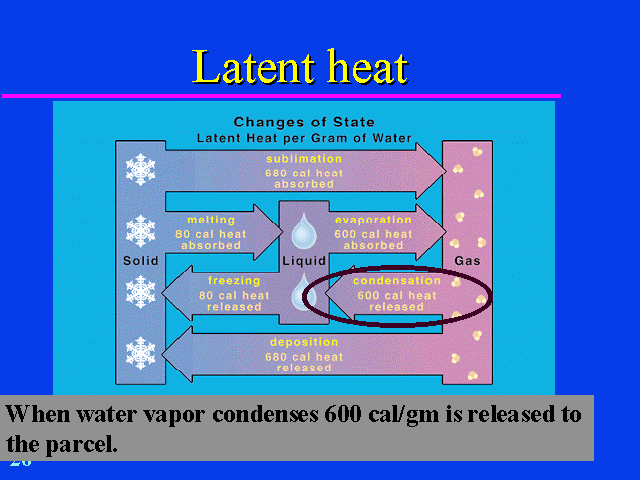 Latent heat
Changes of State
Latent Heat per Gram of Water
sublimation
680 cal heat
absorbed
melting
80 cal heat
absorbed
evaporation
600 cal heat
absorbed
Solid
Liquid
Gas
freezing
80 cal heat
released
condensation
600 cal heat
released
deposition
680 cal heat
released
When water vapor condenses 600 cal/gm is released to
the parcel.